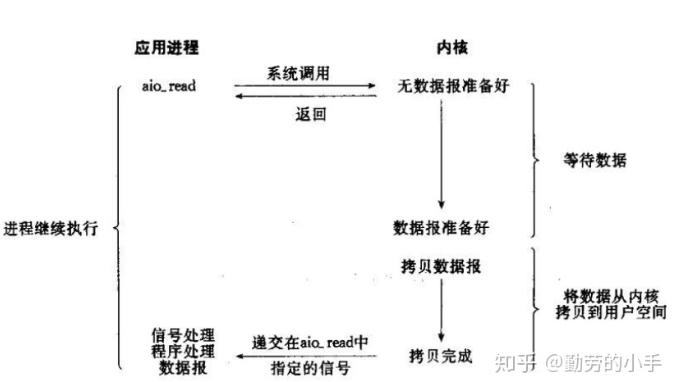 应用进程
内核
aio_read
系统调用
无数据报准备好
返回
等待数据
进程继续执行
数据报准备好
拷贝数据报
将数据从内核
拷贝到用户空间
信号处理
程序处理
数据报
递交在aio_read中
指定的信号
拷贝完成
知乎 @勤劳的小手